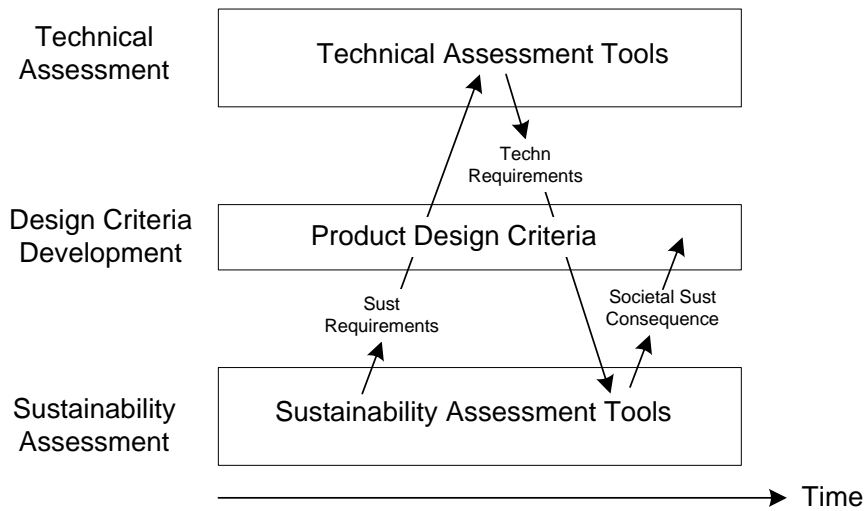 Technical
Assessment
Technical Assessment Tools
Techn
Requirements
Design Criteria
Development
Product Design Criteria
Sust
Requirements
Societal Sust
Consequence
Sustainability
Assessment
Sustainability Assessment Tools
Time